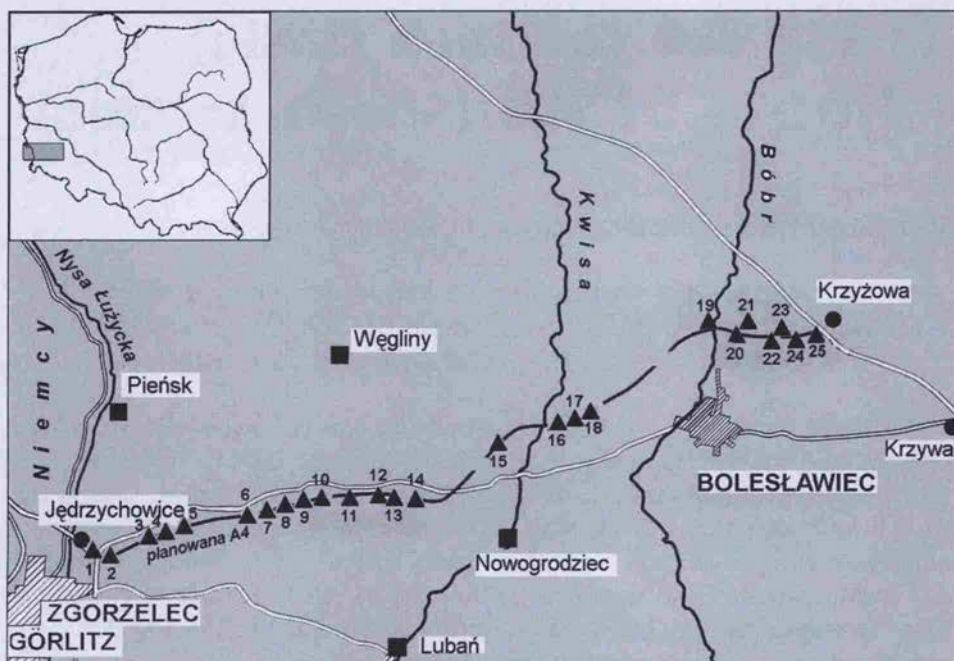 Nysa Łużycka
Niemcy
Kwisa
Bóbr
Węgliny
Pieńsk
Krzyżowa
19
21
23
20
22
24
25
17
16
18
15
Krzywa
BOLESŁAWIEC
Jędrzychowice
6
10
12
14
3
4
5
7
8
9
11
13
planowana A4
1
2
Nowogrodziec
ZGORZELEC
GÖRLITZ
Lubań